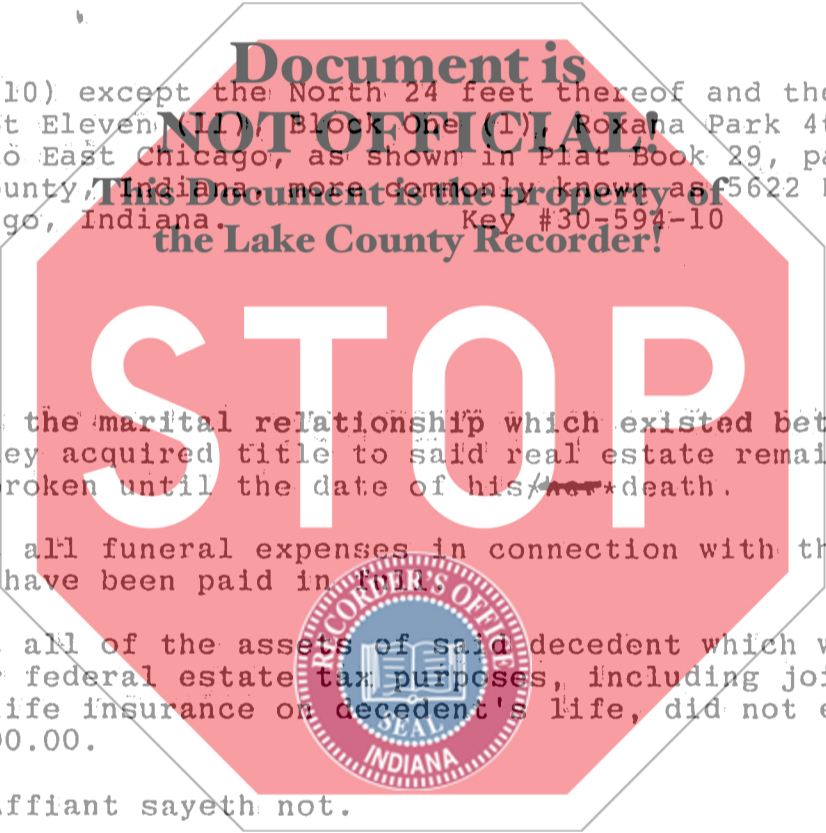 Document is
10) except the North 24 feet thereof and the
t Eleven (11), Block One (1), Roxana Park 4t
NOT OFFICIAL!
o East Chicago, as shown in Plat Book 29, pa
ounty, Indiana. more commonly known as 5622
This Document is the property of
go, Indiana. Key #30-594-10
the Lake County Recorder!
STOP
the marital relationship which existed bet
ey acquired title to said real estate remai
roken until the date of his/her*death.
all funeral expenses in connection with th
have been paid in full.
all of the assets of said decedent which w
federal estate tax purposes, including joi
ife insurance on decedent's life, did not e
00.00.
RECORDER'S OFFICE
SEAL
INDIANA
ffiant sayeth not.